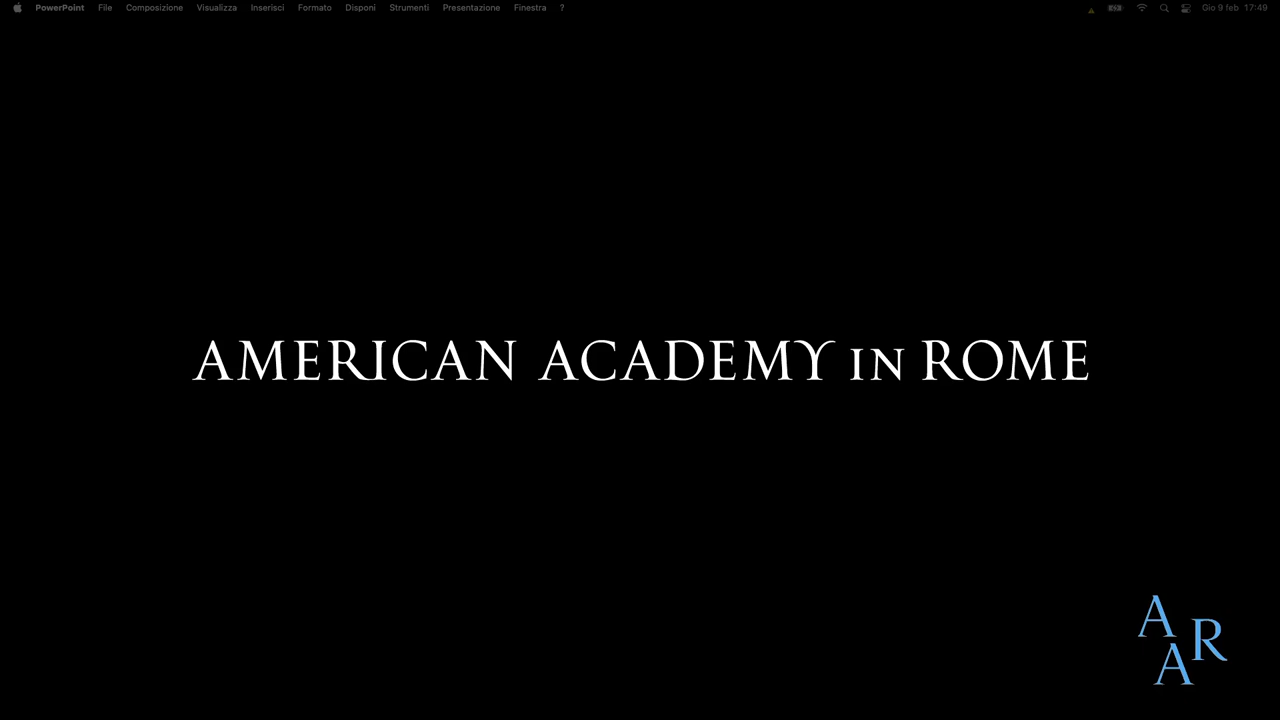 PowerPoint File Composizione Visualizza Inserisci Formato Disponi Strumenti Presentazione Finestra ? Gio 9 feb 17:49
AMERICAN ACADEMY IN ROME
A
R
A